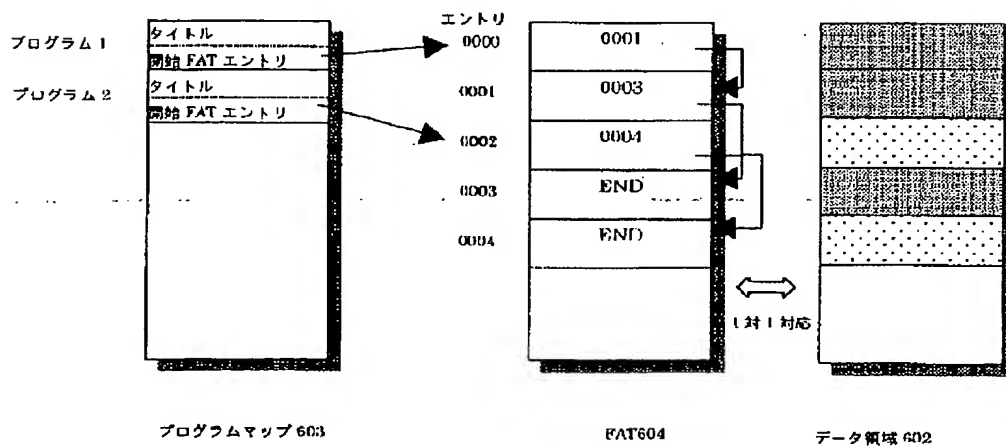 プログラム 1
タイトル
開始 FAT エントリ
プログラム 2
タイトル
開始 FAT エントリ
エントリ
0000
0001
0002
0003
0004
0001
0003
0004
END
END
1 対 1 対応
プログラムマップ 603
FAT604
データ領域 602